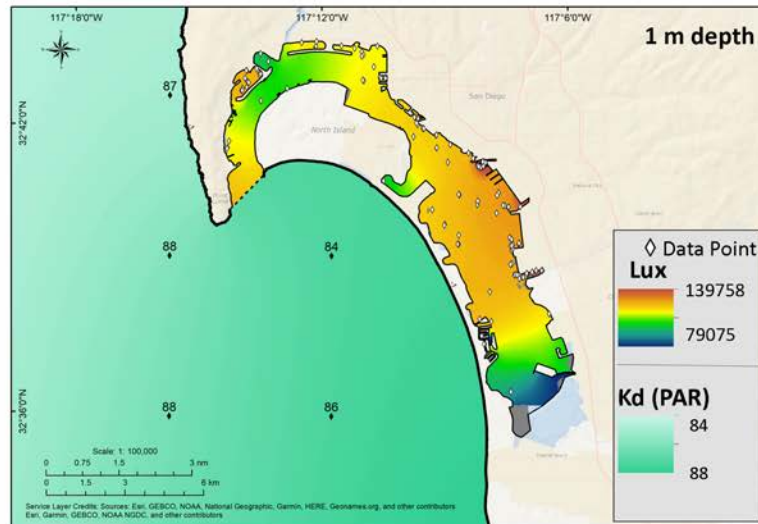 117°18'0"W
117°12'0"W
117°6'0"W
1 m depth
87
San Diego
32°42'0"N
North Island
88
84
Data Point
Lux
139758
79075
Kd (PAR)
84
88
88
86
32°36'0"N
Scale: 1: 100,000
0 0.75 1.5 3 nm
0 1.5 3 6 km
Service Layer Credits: Sources: Esri, GEBCO, NOAA, National Geographic, Garmin, HERE, Geonames.org, and other contributors
Esri, Garmin, GEBCO, NOAA NGDC, and other contributors